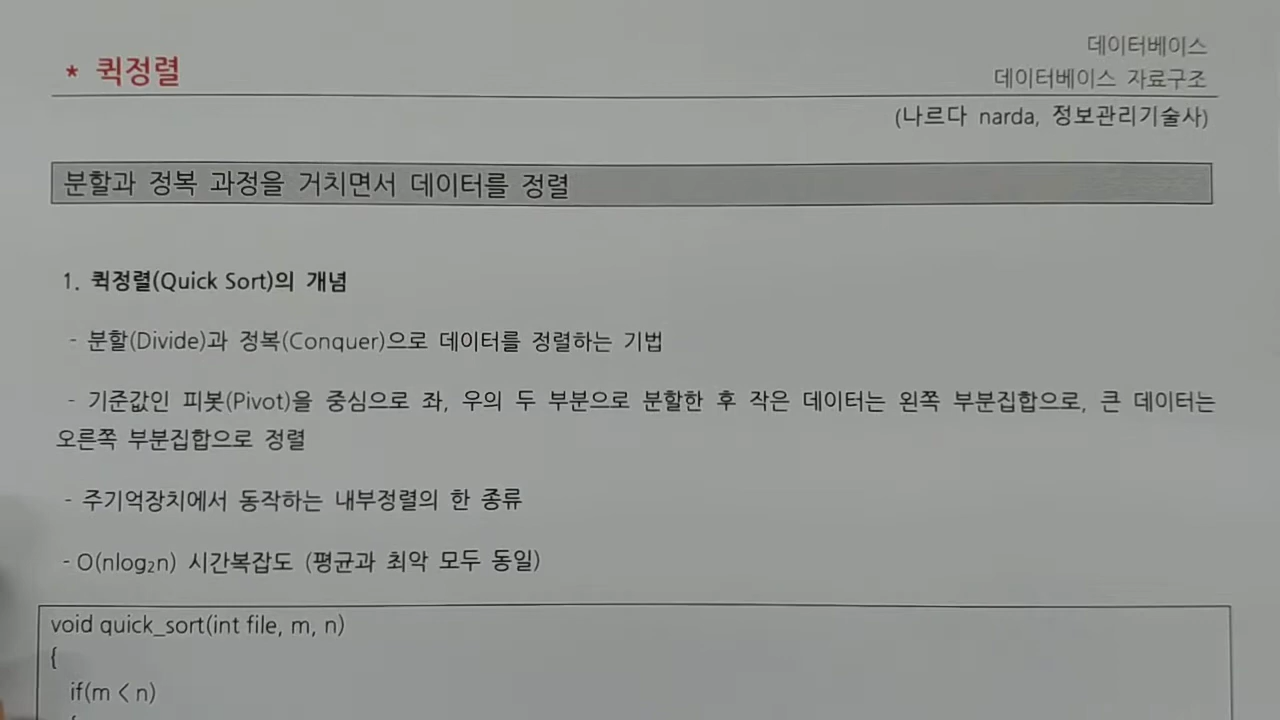 * 퀵정렬
데이터베이스
데이터베이스 자료구조
(나르다 narda, 정보관리기술사)
분할과 정복 과정을 거치면서 데이터를 정렬
1. 퀵정렬(Quick Sort)의 개념
- 분할(Divide)과 정복(Conquer)으로 데이터를 정렬하는 기법
- 기준값인 피봇(Pivot)을 중심으로 좌, 우의 두 부분으로 분할한 후 작은 데이터는 왼쪽 부분집합으로, 큰 데이터는
오른쪽 부분집합으로 정렬
- 주기억장치에서 동작하는 내부정렬의 한 종류
- O(nlog₂n) 시간복잡도 (평균과 최악 모두 동일)
void quick_sort(int file, m, n)
{
if(m < n)
{